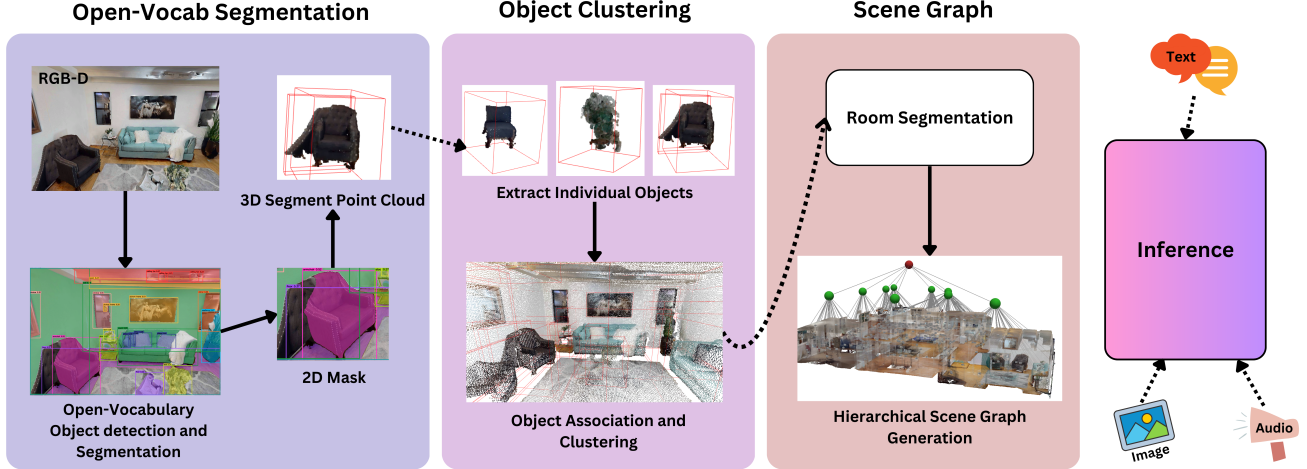 Open-Vocab Segmentation
RGB-D
3D Segment Point Cloud
2D Mask
Open-Vocabulary
Object detection and
Segmentation
Object Clustering
Extract Individual Objects
Object Association and
Clustering
Scene Graph
Room Segmentation
Hierarchical Scene Graph
Generation
Text
Inference
Image
Audio